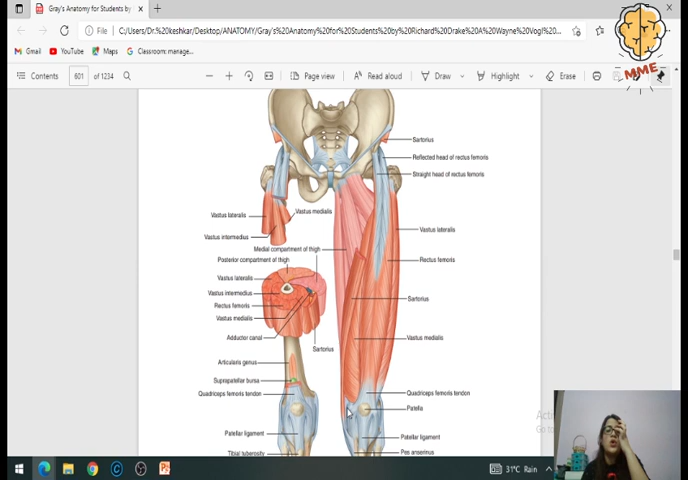 Gray's Anatomy for Students by
File
C:/Users/Dr.%20keshkar/Desktop/ANATOMY/Gray's%20Anatomy%20for%20Students%20by%20Richard%20Drake%20A%20Wayne%20Vogl%20...
Gmail
YouTube
Maps
Google Classroom: manage...
Contents
601
of 1234
Page view
Read aloud
Draw
Highlight
Erase
MME
Sartorius
Reflected head of rectus femoris
Straight head of rectus femoris
Vastus lateralis
Vastus medialis
Vastus intermedius
Medial compartment of thigh
Posterior compartment of thigh
Vastus lateralis
Vastus intermedius
Rectus femoris
Vastus medialis
Adductor canal
Sartorius
Articularis genus
Suprapatellar bursa
Quadriceps femoris tendon
Patellar ligament
Tibial tuberosity
Vastus lateralis
Rectus femoris
Sartorius
Vastus medialis
Quadriceps femoris tendon
Patella
Patellar ligament
Pes anserinus
Go to
31°C Rain